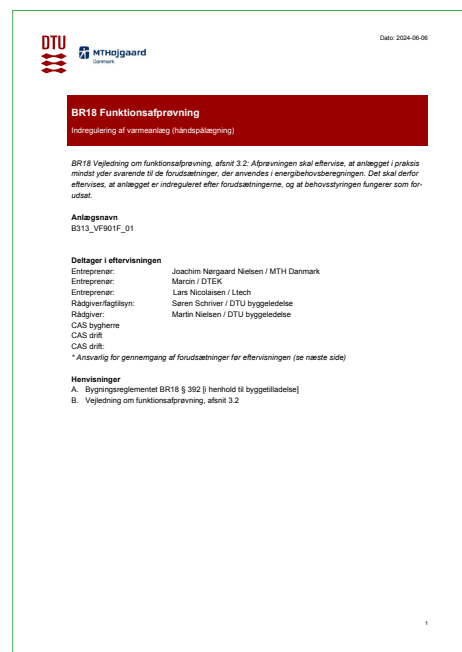 Dato: 2024-06-06
DTU
MTHøjgaard
Danmark
BR18 Funktionsafprøvning
Indregulering af varmeanlæg (håndspålægning)
BR18 Vejledning om funktionsafprøvning, afsnit 3.2: Afprøvningen skal eftervise, at anlægget i praksis
mindst yder svarende til de forudsætninger, der anvendes i energibehovsberegningen. Det skal derfor
eftervises, at anlægget er indreguleret efter forudsætningerne, og at behovsstyringen fungerer som for-
udsat.
Anlægsnavn
B313_VF901F_01
Deltager i eftervisningen
Entreprenør: Joachim Nørgaard Nielsen / MTH Danmark
Entreprenør: Marcin / DTEK
Entreprenør: Lars Nicolaisen / Ltech
Rådgiver/fagtilsyn: Søren Schriver / DTU byggeledelse
Rådgiver: Martin Nielsen / DTU byggeledelse
CAS bygherre
CAS drift
CAS drift:
* Ansvarlig for gennemgang af forudsætninger før eftervisningen (se næste side)
Henvisninger
A. Bygningsreglementet BR18 § 392 [i henhold til byggetilladelse]
B. Vejledning om funktionsafprøvning, afsnit 3.2
1